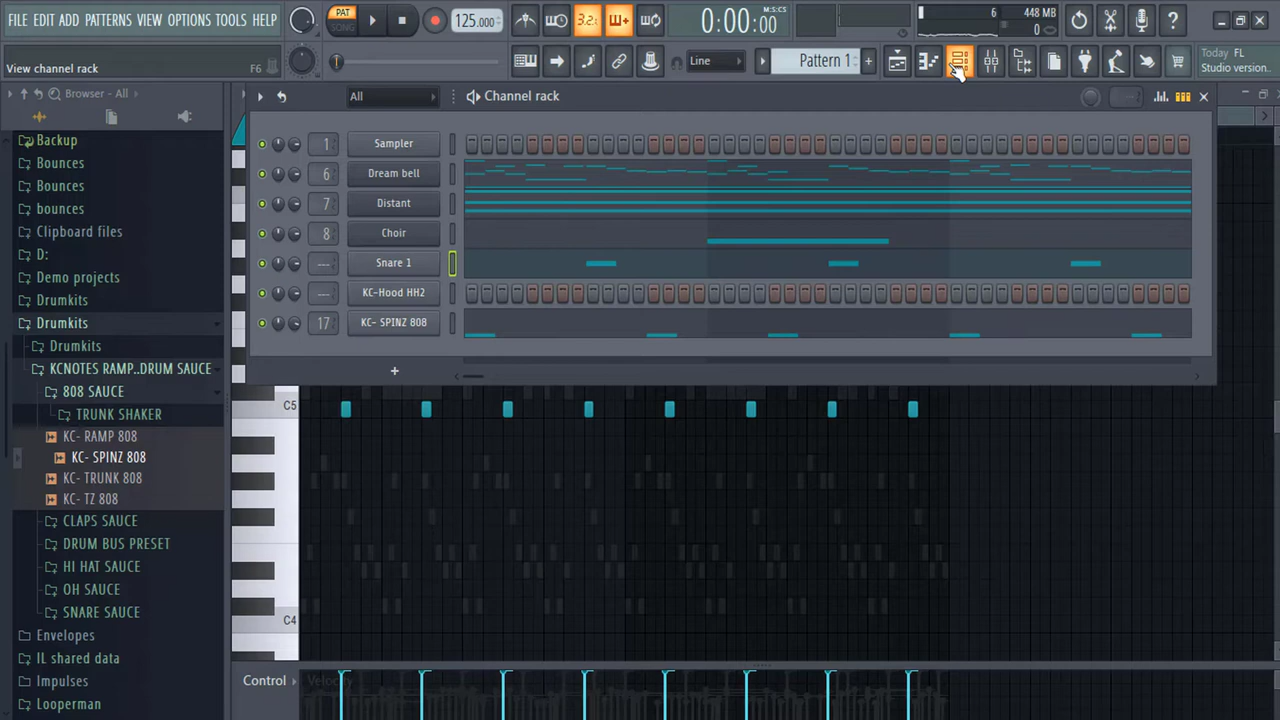 FILE EDIT ADD PATTERNS VIEW OPTIONS TOOLS HELP
PAT
SONG
125.000
3.2
0:00:00
M:S:CS
6
448 MB
0
View channel rack
F6
Line
Pattern 1
Today FL
Studio version..
Browser - All
All
Channel rack
Backup
Bounces
Bounces
bounces
Clipboard files
D:
Demo projects
Drumkits
Drumkits
Drumkits
KCNOTES RAMP..DRUM SAUCE
808 SAUCE
TRUNK SHAKER
KC- RAMP 808
KC- SPINZ 808
KC- TRUNK 808
KC- TZ 808
CLAPS SAUCE
DRUM BUS PRESET
HI HAT SAUCE
OH SAUCE
SNARE SAUCE
Envelopes
IL shared data
Impulses
Looperman
1 Sampler
6 Dream bell
7 Distant
8 Choir
--- Snare 1
--- KC-Hood HH2
17 KC- SPINZ 808
+
C5
C4
Control
Velocity